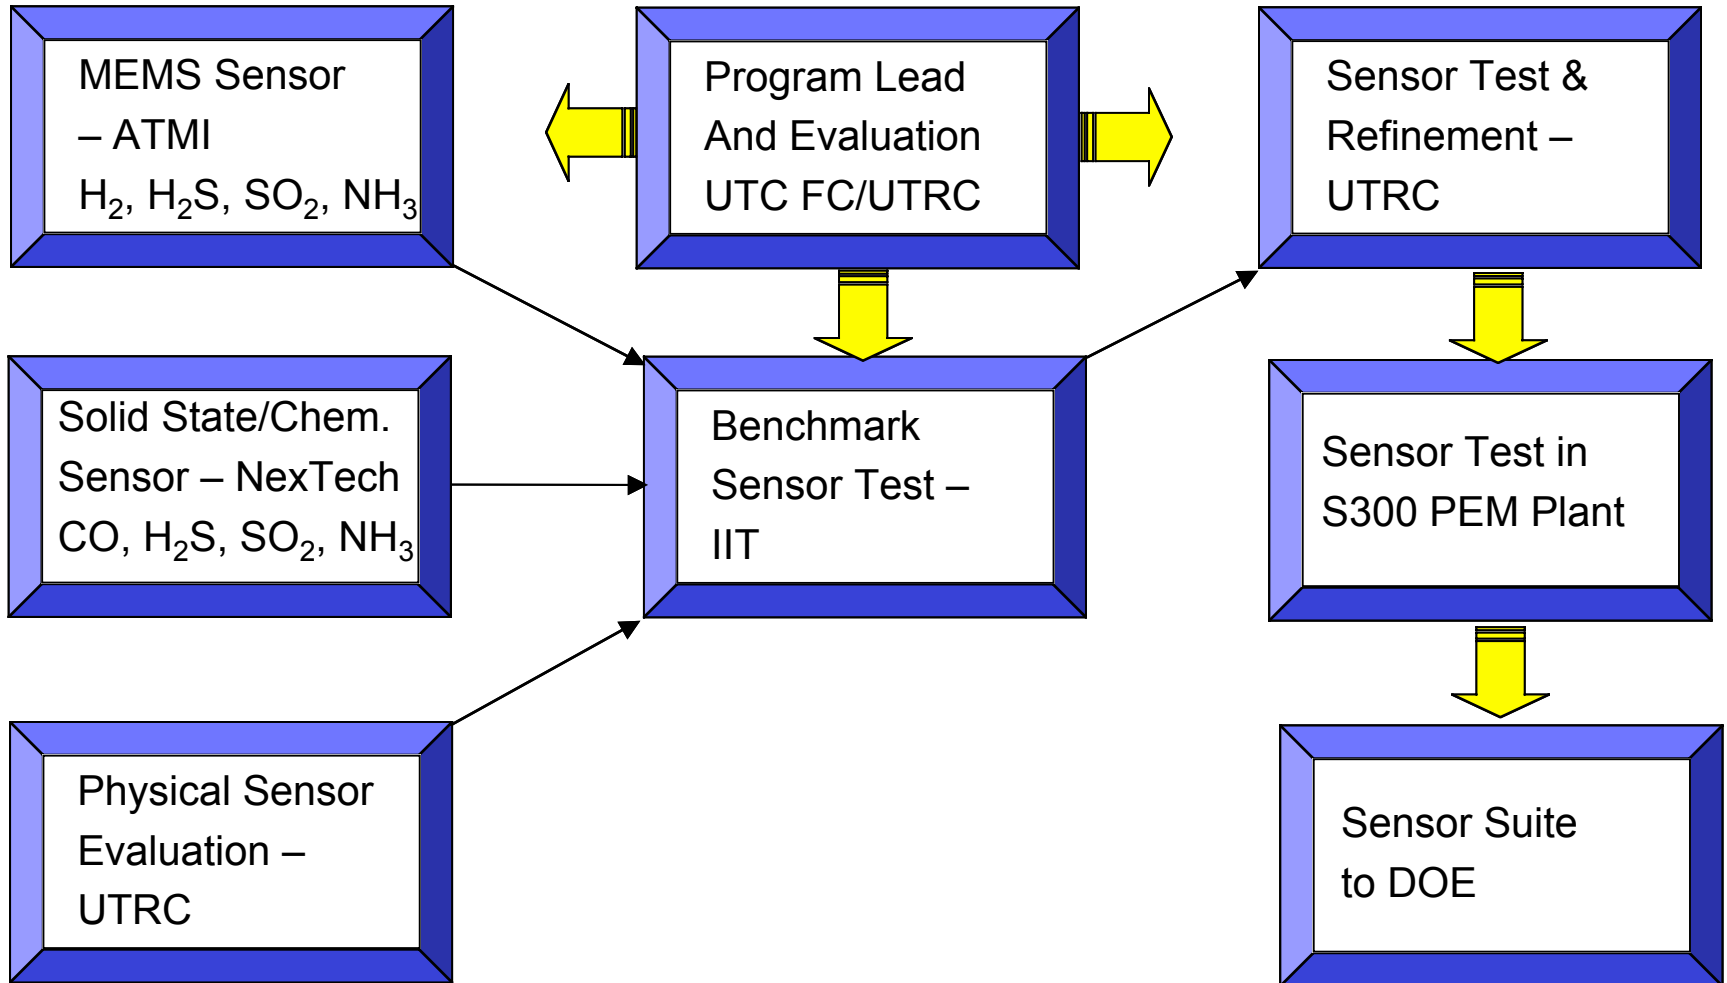 MEMS Sensor
– ATMI
H₂, H₂S, SO₂, NH₃
Program Lead
And Evaluation
UTC FC/UTRC
Sensor Test &
Refinement –
UTRC
Solid State/Chem.
Sensor – NexTech
CO, H₂S, SO₂, NH₃
Benchmark
Sensor Test –
IIT
Sensor Test in
S300 PEM Plant
Physical Sensor
Evaluation –
UTRC
Sensor Suite
to DOE